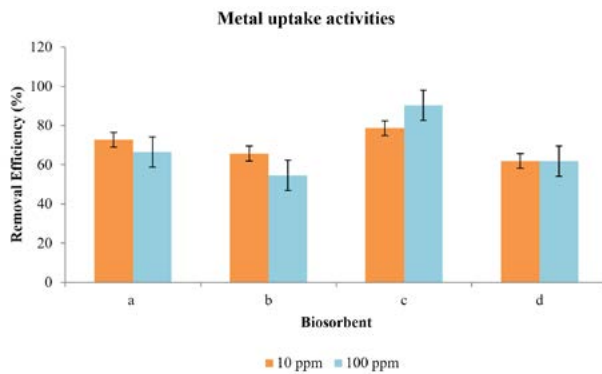 Metal uptake activities
Removal Efficiency (%)
120
100
80
60
40
20
0
a b c d
Biosorbent
10 ppm 100 ppm